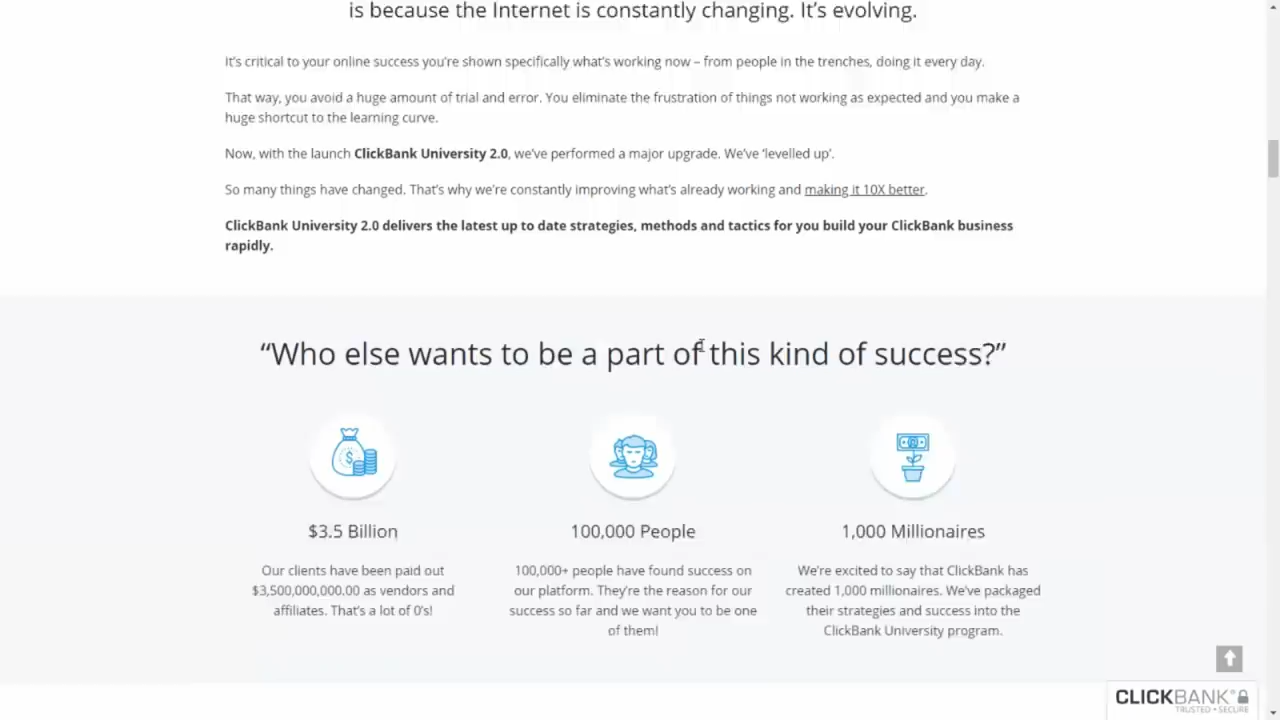 is because the Internet is constantly changing. It’s evolving.
It’s critical to your online success you’re shown specifically what’s working now – from people in the trenches, doing it every day.
That way, you avoid a huge amount of trial and error. You eliminate the frustration of things not working as expected and you make a
huge shortcut to the learning curve.
Now, with the launch ClickBank University 2.0, we’ve performed a major upgrade. We’ve ‘levelled up’.
So many things have changed. That’s why we’re constantly improving what’s already working and making it 10X better.
ClickBank University 2.0 delivers the latest up to date strategies, methods and tactics for you build your ClickBank business
rapidly.
“Who else wants to be a part of this kind of success?”
$3.5 Billion
Our clients have been paid out
$3,500,000,000.00 as vendors and
affiliates. That’s a lot of 0’s!
100,000 People
100,000+ people have found success on
our platform. They’re the reason for our
success so far and we want you to be one
of them!
1,000 Millionaires
We’re excited to say that ClickBank has
created 1,000 millionaires. We’ve packaged
their strategies and success into the
ClickBank University program.
CLICKBANK®
TRUSTED • SECURE